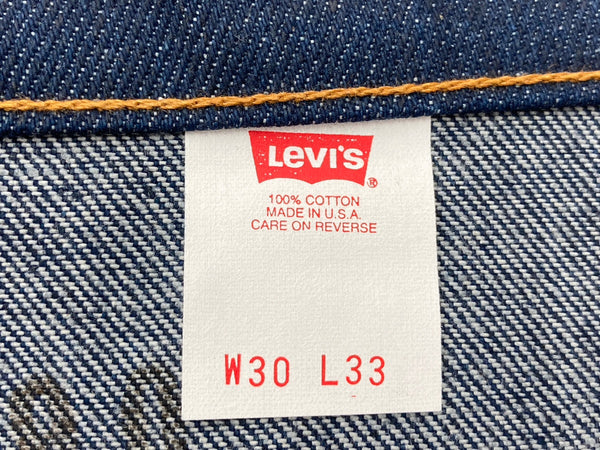 Levi's ®
100% COTTON
MADE IN U.S.A.
CARE ON REVERSE
W30 L33